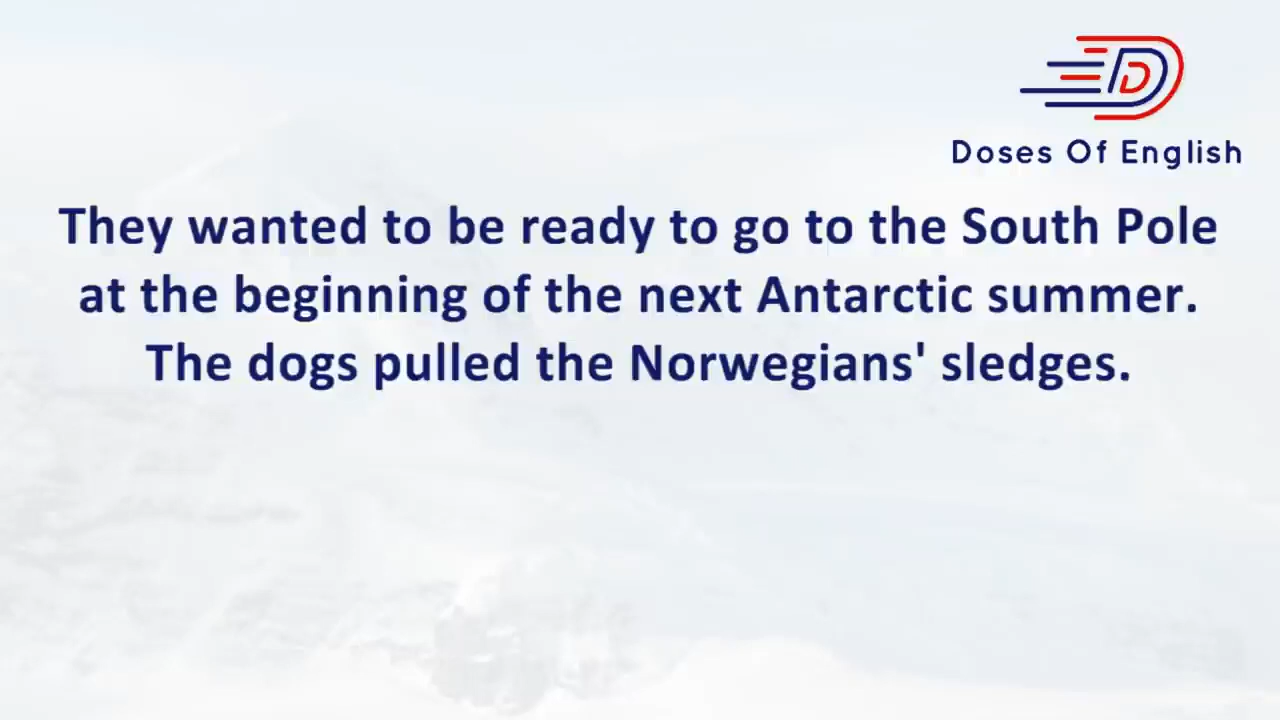 Doses Of English
They wanted to be ready to go to the South Pole
at the beginning of the next Antarctic summer.
The dogs pulled the Norwegians' sledges.